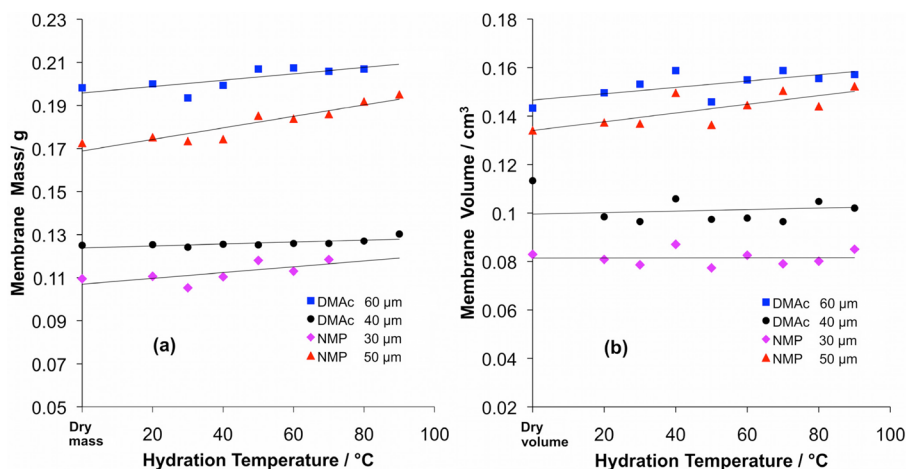 0.23
0.21
0.19
0.17
0.15
0.13
0.11
0.09
0.07
0.05
Membrane Mass/ g
DMAc 60 µm
DMAc 40 µm
NMP 30 µm
NMP 50 µm
(a)
Dry mass
20 40 60 80 100
Hydration Temperature / °C
0.18
0.16
0.14
0.12
0.1
0.08
0.06
0.04
0.02
Membrane Volume / cm³
DMAc 60 µm
DMAc 40 µm
NMP 30 µm
NMP 50 µm
(b)
Dry volume
20 40 60 80 100
Hydration Temperature / °C